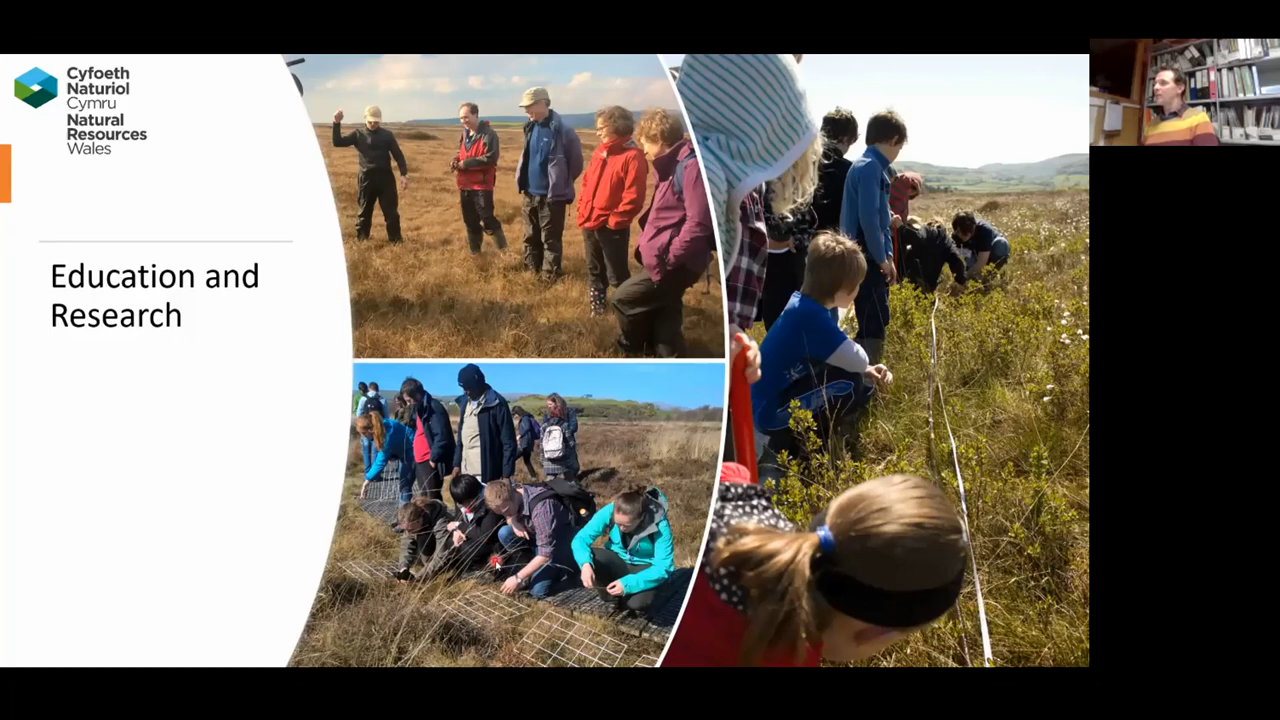 Cyfoeth
Naturiol
Cymru
Natural
Resources
Wales
Education and
Research